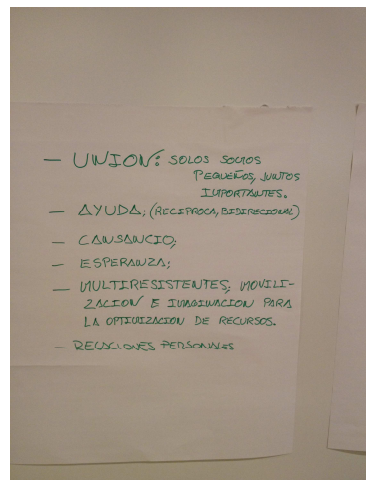 — UNION: SOLOS SOMOS
PEQUEÑOS, JUNTOS
IMPORTANTES.
— AYUDA; (RECIPROCA, BIDIRECIONAL)
— CANSANCIO;
— ESPERANZA;
— MULTIRESISTENTES; MOVILI-
ZACION E IMAGINACION PARA
LA OPTIMIZACION DE RECURSOS.
— RELACIONES PERSONALES